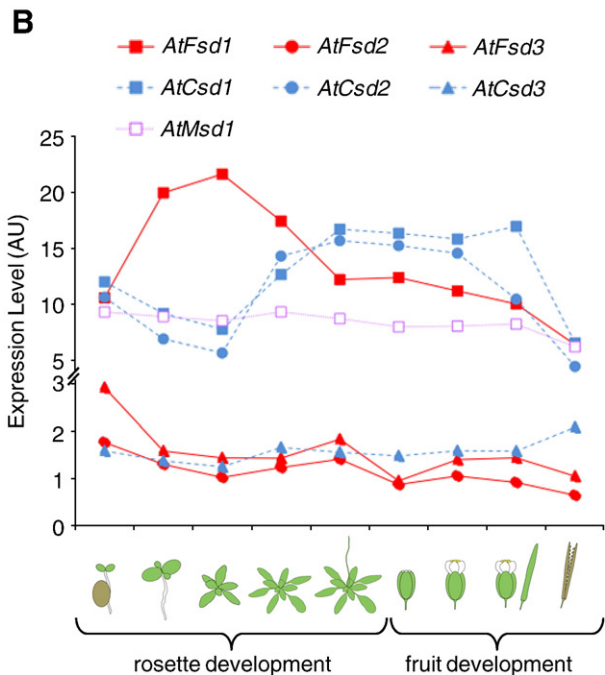 B
AtFsd1 AtFsd2 AtFsd3
AtCsd1 AtCsd2 AtCsd3
AtMsd1
25
20
15
10
5
3
2
1
0
Expression Level (AU)
rosette development fruit development